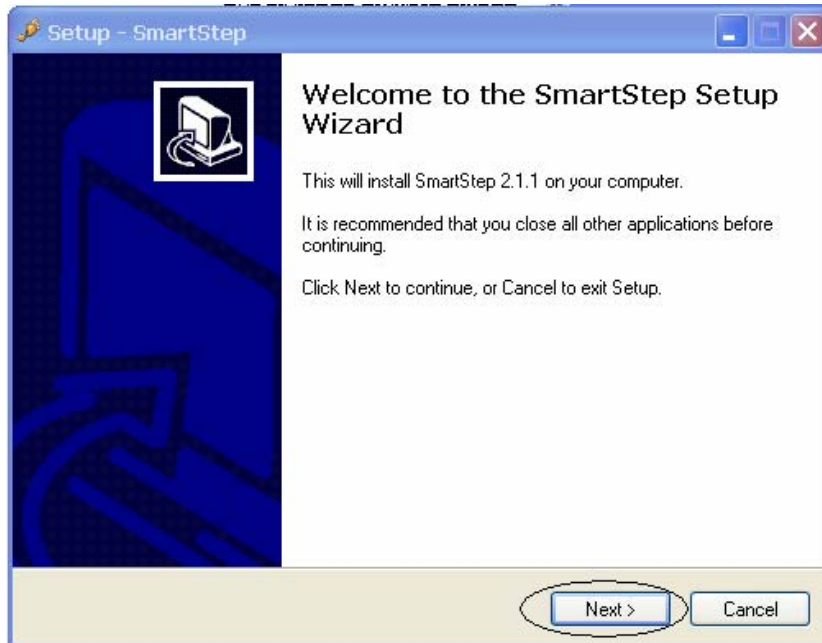 Setup - SmartStep
Welcome to the SmartStep Setup
Wizard
This will install SmartStep 2.1.1 on your computer.
It is recommended that you close all other applications before
continuing.
Click Next to continue, or Cancel to exit Setup.
Next >
Cancel